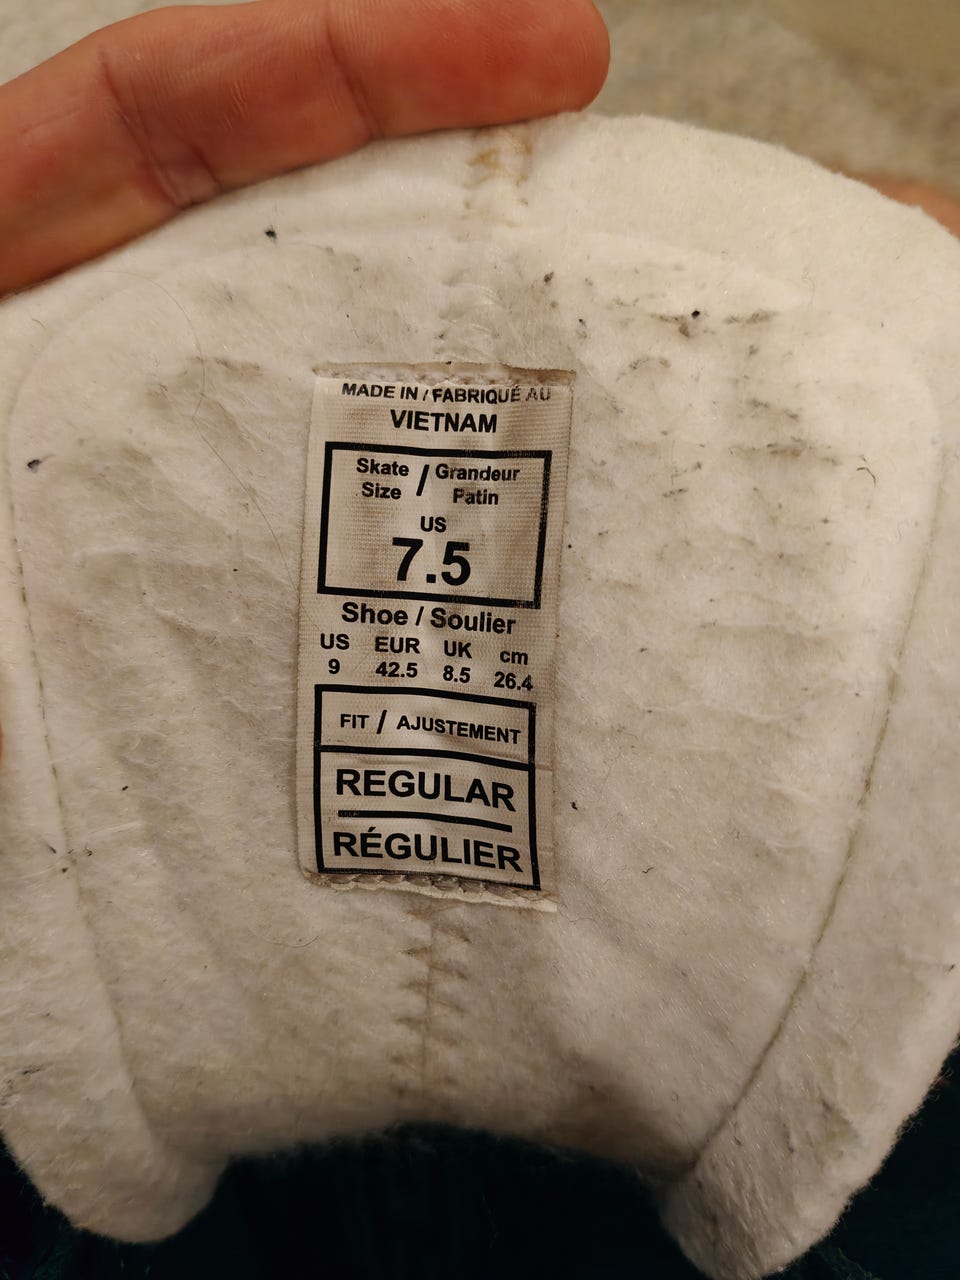 MADE IN / FABRIQUÉ AU
VIETNAM
Skate / Grandeur
Size Patin
US
7.5
Shoe / Soulier
US EUR UK cm
9 42.5 8.5 26.4
FIT / AJUSTEMENT
REGULAR
RÉGULIER